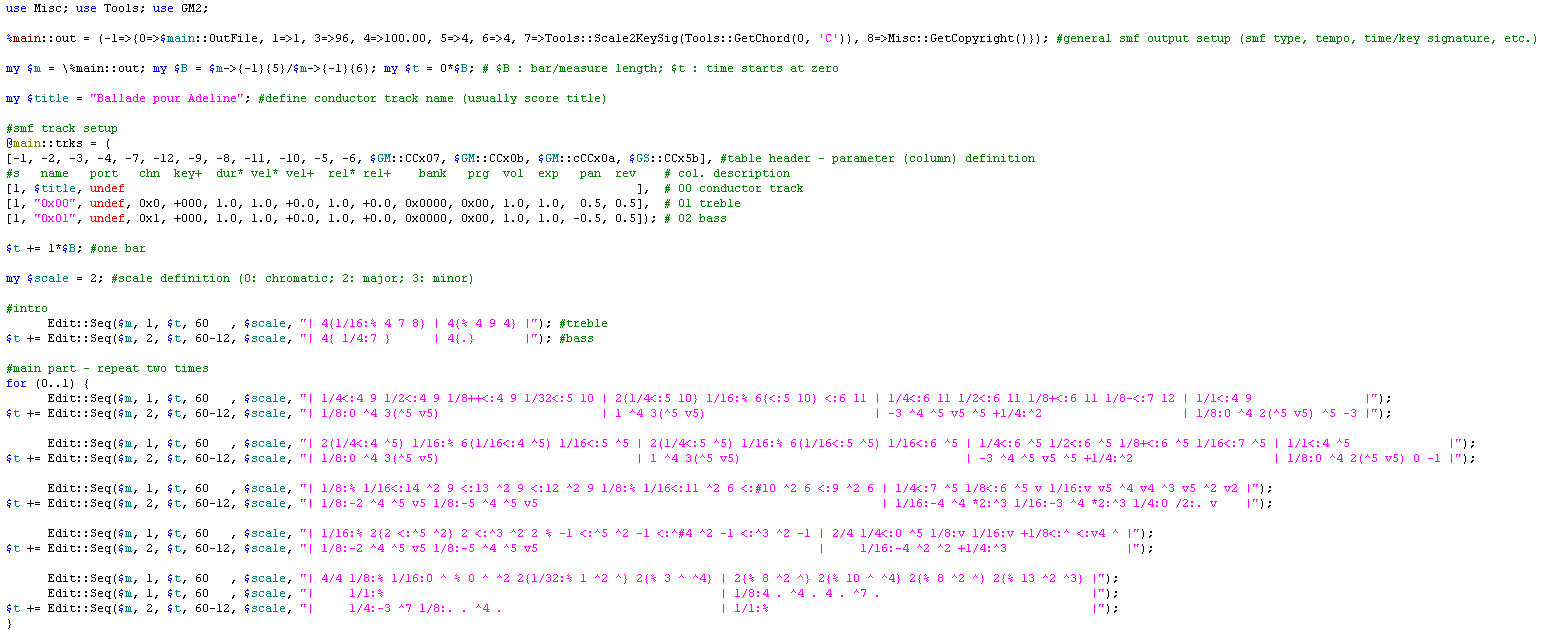 use Misc; use Tools; use GM2;
%main::out = (-1=>{0=>$main::OutFile, 1=>1, 3=>96, 4=>100.00, 5=>4, 6=>4, 7=>Tools::Scale2KeySig(Tools::GetChord(0, 'C')), 8=>Misc::GetCopyright()}); #general smf output setup (smf type, tempo, time/key signature, etc.)
my $m = \%main::out; my $B = $m->{-1}{5}/$m->{-1}{6}; my $t = 0*$B; # $B : bar/measure length; $t : time starts at zero
my $title = "Ballade pour Adeline"; #define conductor track name (usually score title)
#smf track setup
@main::trks = (
[-1, -2, -3, -4, -7, -12, -9, -8, -11, -10, -5, -6, $GM::CCx07, $GM::CCx0b, $GM::cCCx0a, $GS::CCx5b], #table header - parameter (column) definition
#s name port chn key+ dur* vel* vel+ rel* rel+ bank prg vol exp pan rev # col. description
[1, $title, undef ], # 00 conductor track
[1, "0x00", undef, 0x0, +000, 1.0, 1.0, +0.0, 1.0, +0.0, 0x0000, 0x00, 1.0, 1.0, 0.5, 0.5], # 01 treble
[1, "0x01", undef, 0x1, +000, 1.0, 1.0, +0.0, 1.0, +0.0, 0x0000, 0x00, 1.0, 1.0, -0.5, 0.5]); # 02 bass
$t += 1*$B; #one bar
my $scale = 2; #scale definition (0: chromatic; 2: major; 3: minor)
#intro
Edit::Seq($m, 1, $t, 60 , $scale, "| 4{1/16:% 4 7 8} | 4{% 4 9 4} |"); #treble
$t += Edit::Seq($m, 2, $t, 60-12, $scale, "| 4{ 1/4:7 } | 4{.} |"); #bass
#main part - repeat two times
for (0..1) {
Edit::Seq($m, 1, $t, 60 , $scale, "| 1/4<:4 9 1/2<:4 9 1/8++<:4 9 1/32<:5 10 | 2{1/4<:5 10} 1/16:% 6{<:5 10} <:6 11 | 1/4<:6 11 1/2<:6 11 1/8+<:6 11 1/8-<:7 12 | 1/1<:4 9 |");
$t += Edit::Seq($m, 2, $t, 60-12, $scale, "| 1/8:0 ^4 3(^5 v5) | 1 ^4 3(^5 v5) | -3 ^4 ^5 v5 ^5 +1/4:^2 | 1/8:0 ^4 2(^5 v5) ^5 -3 |");
Edit::Seq($m, 1, $t, 60 , $scale, "| 2(1/4<:4 ^5) 1/16:% 6(1/16<:4 ^5) 1/16<:5 ^5 | 2(1/4<:5 ^5) 1/16:% 6(1/16<:5 ^5) 1/16<:6 ^5 | 1/4<:6 ^5 1/2<:6 ^5 1/8+<:6 ^5 1/16<:7 ^5 | 1/1<:4 ^5 |");
$t += Edit::Seq($m, 2, $t, 60-12, $scale, "| 1/8:0 ^4 3(^5 v5) | 1 ^4 3(^5 v5) | -3 ^4 ^5 v5 ^5 +1/4:^2 | 1/8:0 ^4 2(^5 v5) 0 -1 |");
Edit::Seq($m, 1, $t, 60 , $scale, "| 1/8:% 1/16<:14 ^2 9 <:13 ^2 9 <:12 ^2 9 1/8:% 1/16<:11 ^2 6 <:#10 ^2 6 <:9 ^2 6 | 1/4<:7 ^5 1/8<:6 ^5 v 1/16:v v5 ^4 v4 ^3 v5 ^2 v2 |");
$t += Edit::Seq($m, 2, $t, 60-12, $scale, "| 1/8:-2 ^4 ^5 v5 1/8:-5 ^4 ^5 v5 | 1/16:-4 ^4 *2:^3 1/16:-3 ^4 *2:^3 1/4:0 /2:. v |");
Edit::Seq($m, 1, $t, 60 , $scale, "| 1/16:% 2{2 <:^5 ^2} 2 <:^3 ^2 2 % -1 <:^5 ^2 -1 <:^#4 ^2 -1 <:^3 ^2 -1 | 2/4 1/4<:0 ^5 1/8:v 1/16:v +1/8<:^ <:v4 ^ |");
$t += Edit::Seq($m, 2, $t, 60-12, $scale, "| 1/8:-2 ^4 ^5 v5 1/8:-5 ^4 ^5 v5 | 1/16:-4 ^2 ^2 +1/4:^3 |");
Edit::Seq($m, 1, $t, 60 , $scale, "| 4/4 1/8:% 1/16:0 ^ % 0 ^ ^2 2{1/32:% 1 ^2 ^} 2{% 3 ^ ^4} | 2{% 8 ^2 ^} 2{% 10 ^ ^4} 2{% 8 ^2 ^} 2{% 13 ^2 ^3} |");
Edit::Seq($m, 1, $t, 60 , $scale, "| 1/1:% | 1/8:4 . ^4 . 4 . ^7 . |");
$t += Edit::Seq($m, 2, $t, 60-12, $scale, "| 1/4:-3 ^7 1/8:. . ^4 . | 1/1:% |");
}